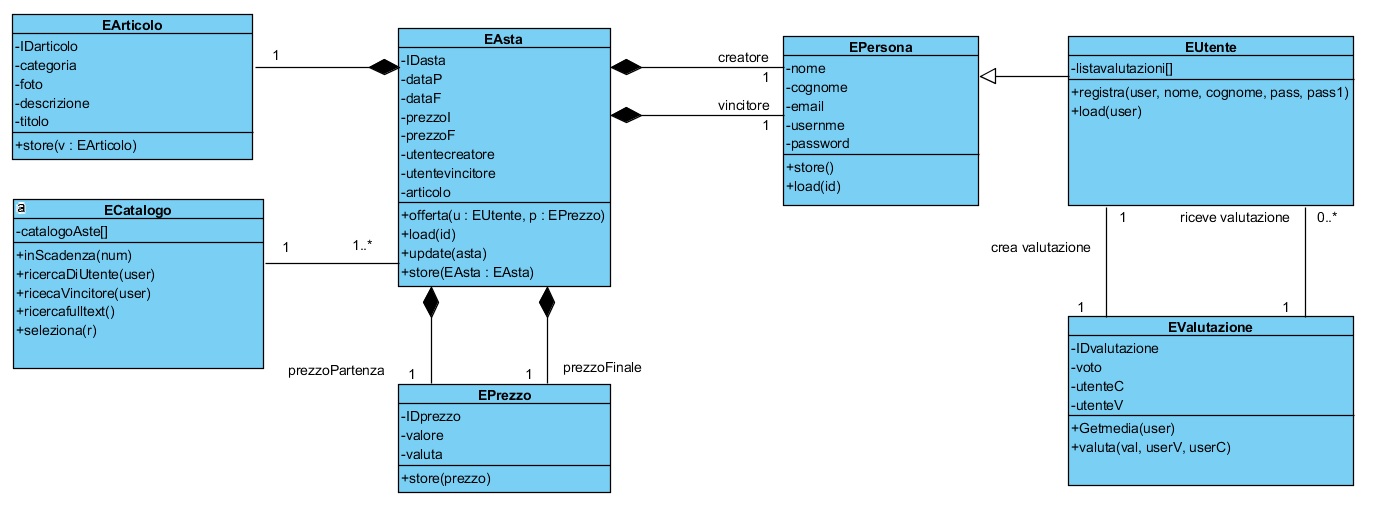 EArticolo
-IDarticolo
-categoria
-foto
-descrizione
-titolo
+store(v : EArticolo)
1
EAsta
-IDasta
-dataP
-dataF
-prezzoI
-prezzoF
-utentecreatore
-utentevincitore
-articolo
+offerta(u : EUtente, p : EPrezzo)
+load(id)
+update(asta)
+store(EAsta : EAsta)
creatore
1
vincitore
1
EPersona
-nome
-cognome
-email
-usernme
-password
+store()
+load(id)
EUtente
-listavalutazioni[]
+registra(user, nome, cognome, pass, pass1)
+load(user)
a
ECatalogo
-catalogoAste[]
+inScadenza(num)
+ricercaDiUtente(user)
+ricecaVincitore(user)
+ricercafulltext()
+seleziona(r)
1
1..*
prezzoPartenza
1
1
prezzoFinale
EPrezzo
-IDprezzo
-valore
-valuta
+store(prezzo)
1
riceve valutazione
0..*
crea valutazione
1
1
EValutazione
-IDvalutazione
-voto
-utenteC
-utenteV
+Getmedia(user)
+valuta(val, userV, userC)